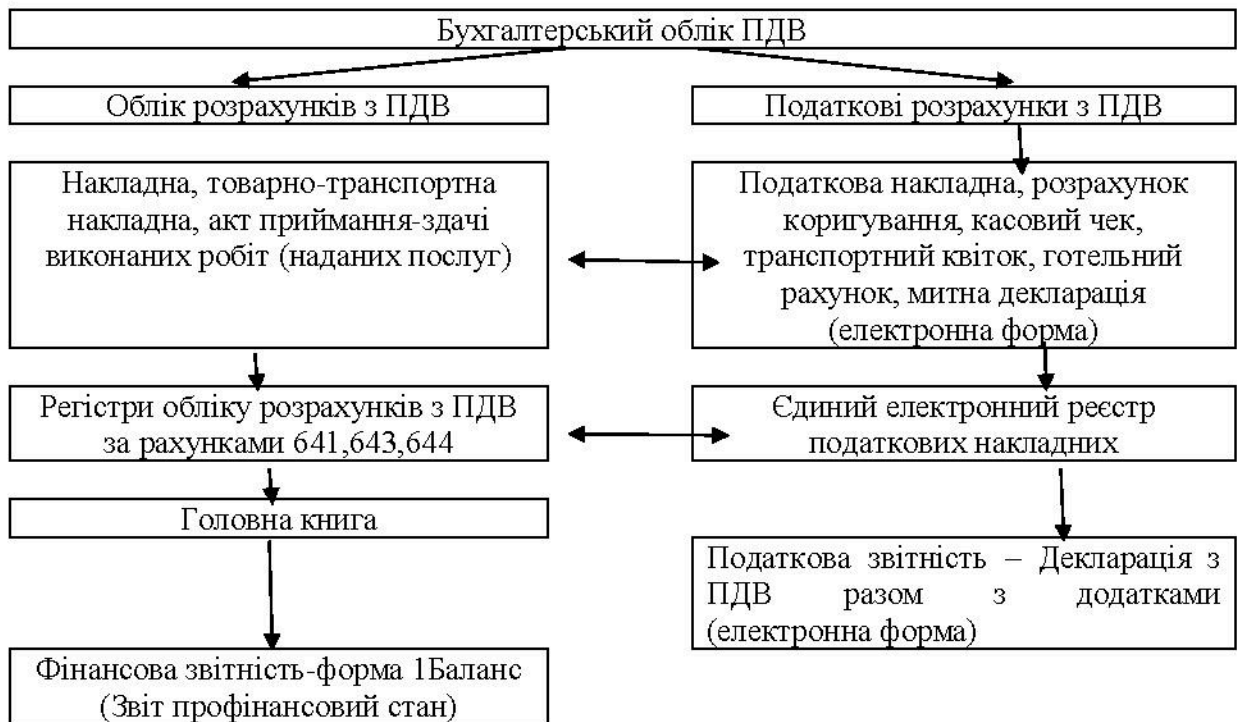 Бухгалтерський облік ПДВ
Облік розрахунків з ПДВ
Податкові розрахунки з ПДВ
Накладна, товарно-транспортна
накладна, акт приймання-здачі
виконаних робіт (наданих послуг)
Податкова накладна, розрахунок
коригування, касовий чек,
транспортний квіток, готельний
рахунок, митна декларація
(електронна форма)
Регістри обліку розрахунків з ПДВ
за рахунками 641,643,644
Єдиний електронний реєстр
податкових накладних
Головна книга
Податкова звітність – Декларація з
ПДВ разом з додатками
(електронна форма)
Фінансова звітність-форма 1Баланс
(Звіт профінансовий стан)